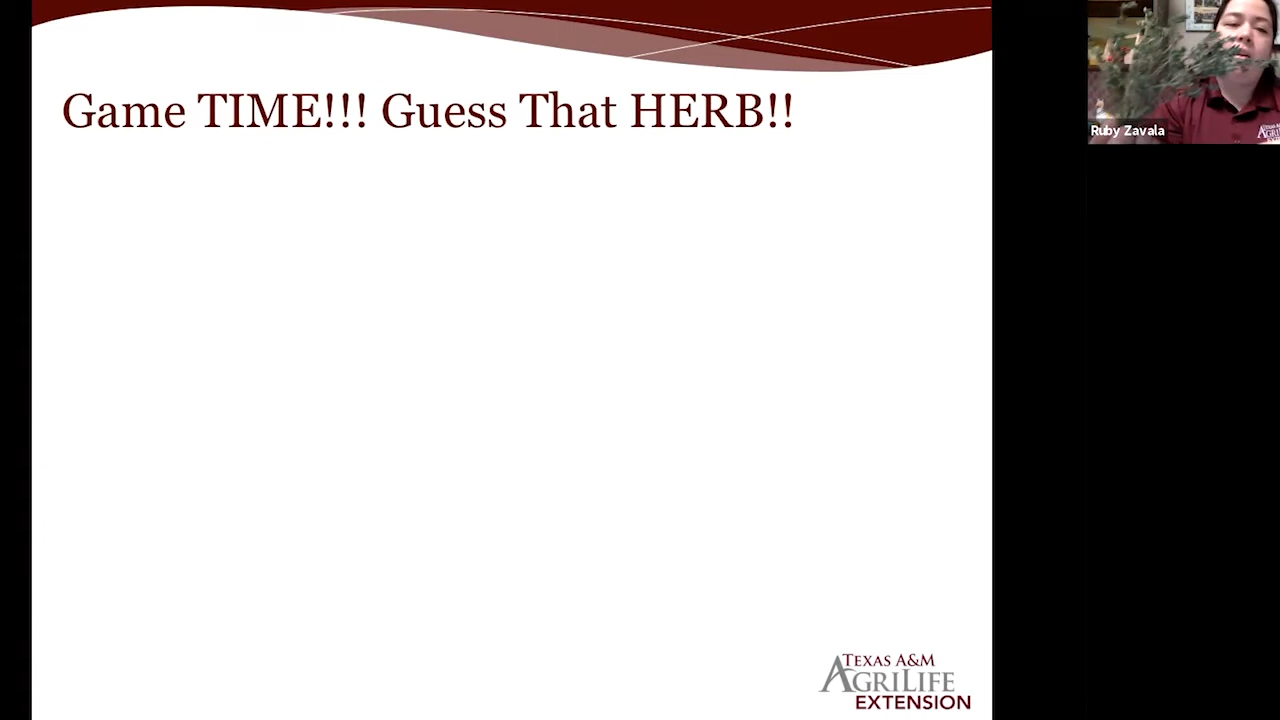 Game TIME!!! Guess That HERB!!
Ruby Zavala
TEXAS A&M
AGRILIFE
EXTENSION